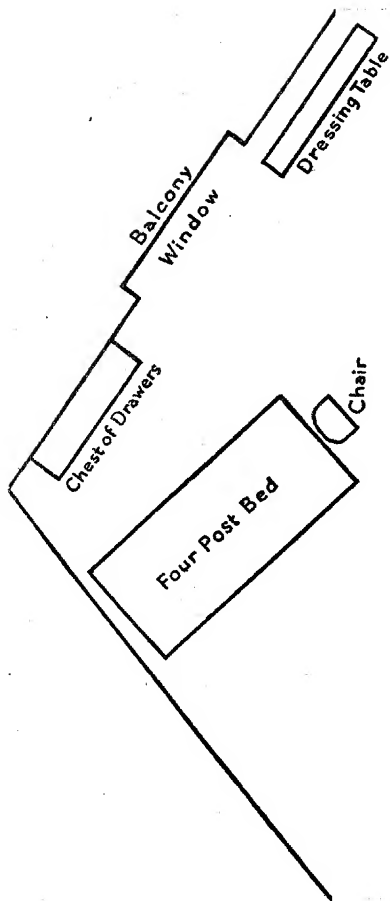 Dressing Table
Balcony
Window
Chest of Drawers
Chair
Four Post Bed